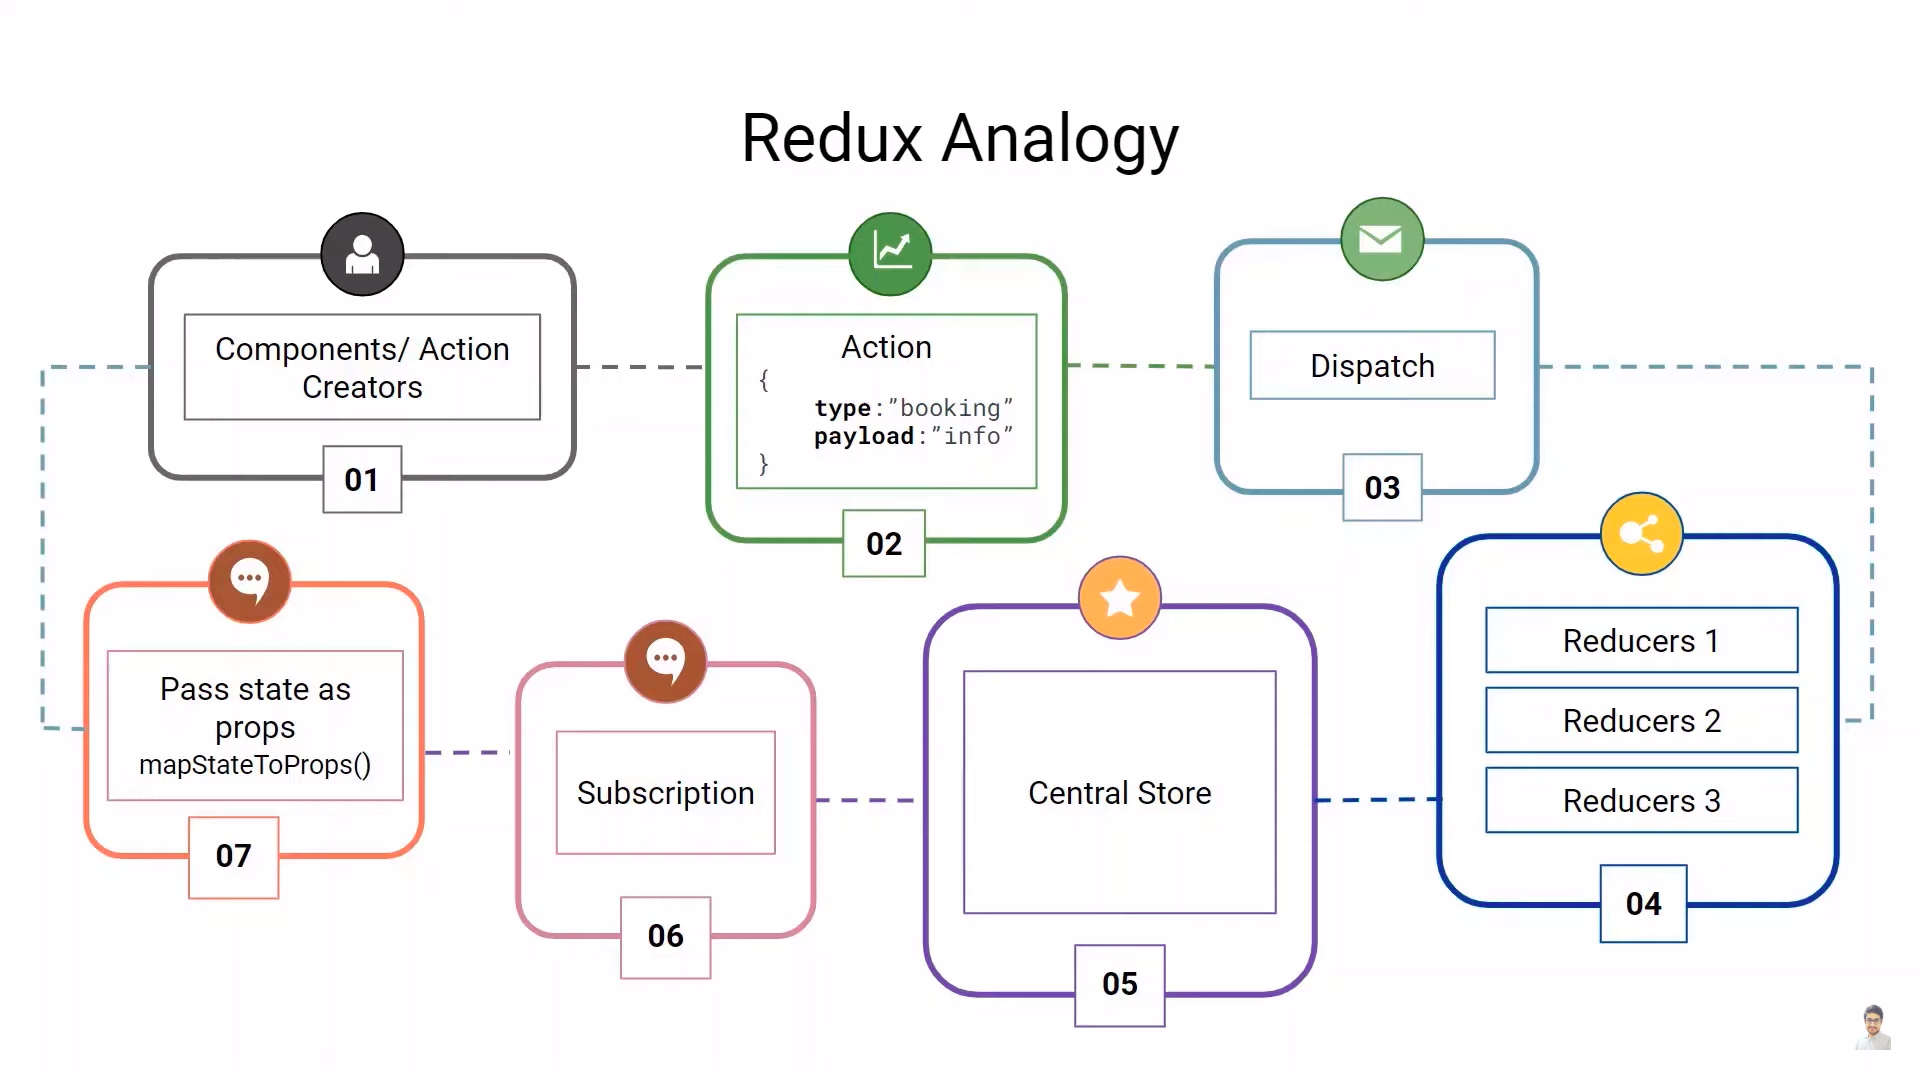 Redux Analogy
Components/ Action
Creators
01
Action
{
type:”booking”
payload:”info”
}
02
Dispatch
03
Reducers 1
Reducers 2
Reducers 3
04
Central Store
05
Subscription
06
Pass state as
props
mapStateToProps()
07